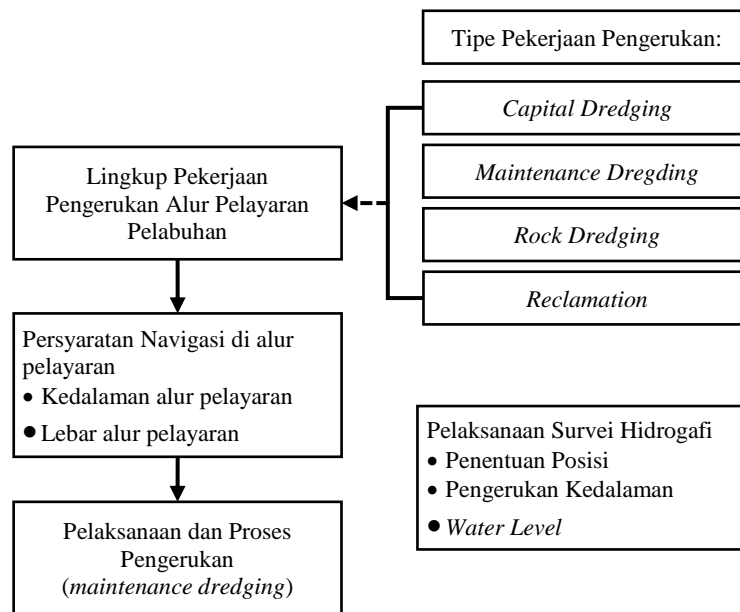 Tipe Pekerjaan Pengerukan:
Capital Dredging
Maintenance Dregding
Rock Dredging
Reclamation
Lingkup Pekerjaan
Pengerukan Alur Pelayaran
Pelabuhan
Persyaratan Navigasi di alur
pelayaran
• Kedalaman alur pelayaran
• Lebar alur pelayaran
Pelaksanaan Survei Hidrogafi
• Penentuan Posisi
• Pengerukan Kedalaman
• Water Level
Pelaksanaan dan Proses
Pengerukan
(maintenance dredging)